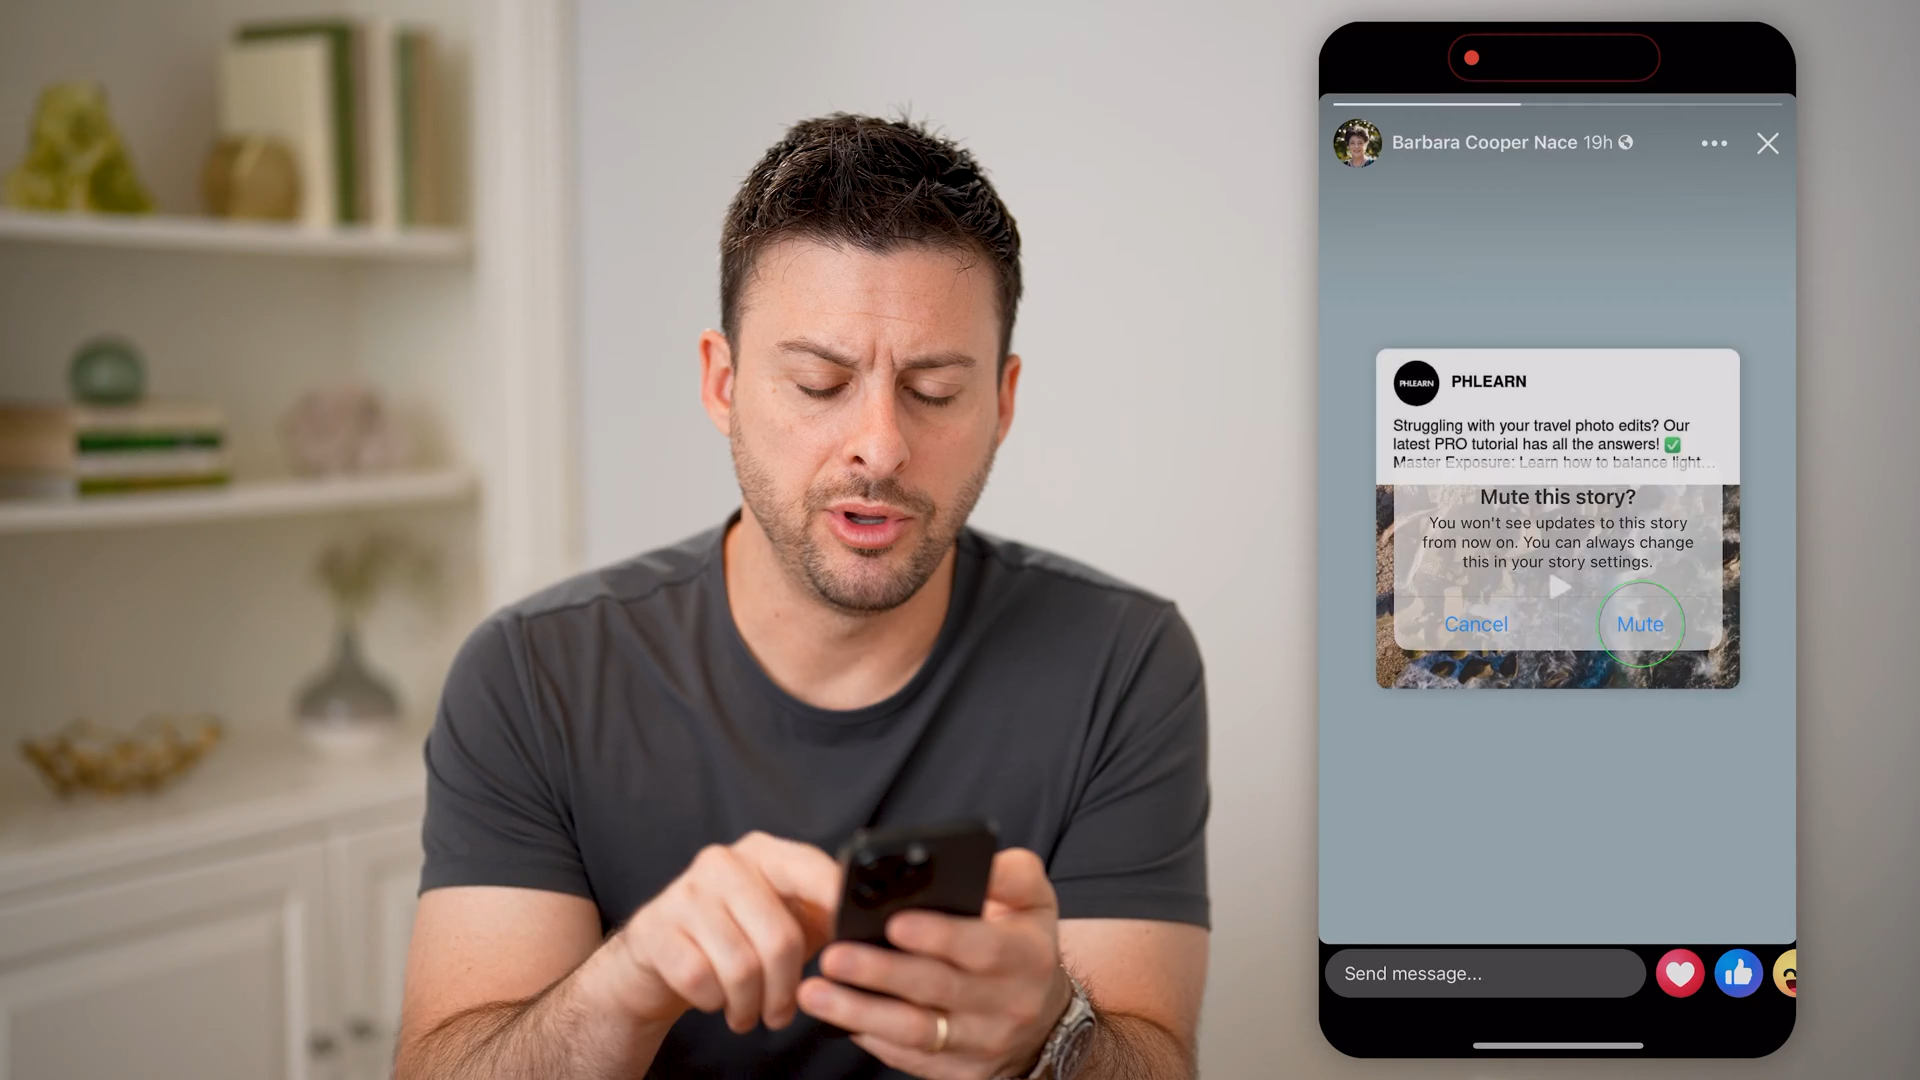 Barbara Cooper Nace 19h
PHLEARN
PHLEARN
Struggling with your travel photo edits? Our
latest PRO tutorial has all the answers! ✅
Master Exposure: Learn how to balance light...
Mute this story?
You won't see updates to this story
from now on. You can always change
this in your story settings.
Cancel
Mute
Send message...